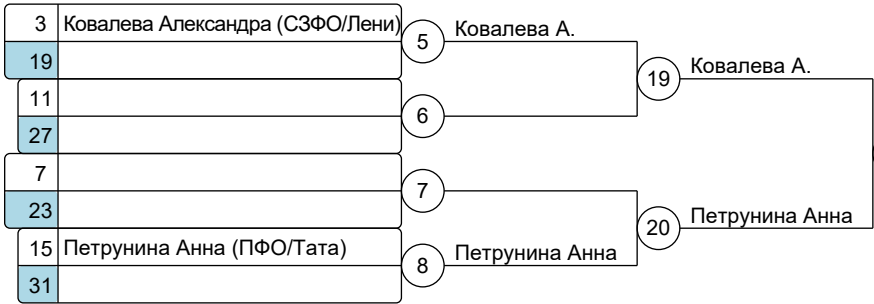 3 Ковалева Александра (СЗФО/Лени) 5 Ковалева А.
19
19 Ковалева А.
11
6
27
7
7
23
20 Петрунина Анна
15 Петрунина Анна (ПФО/Тата) 8 Петрунина Анна
31